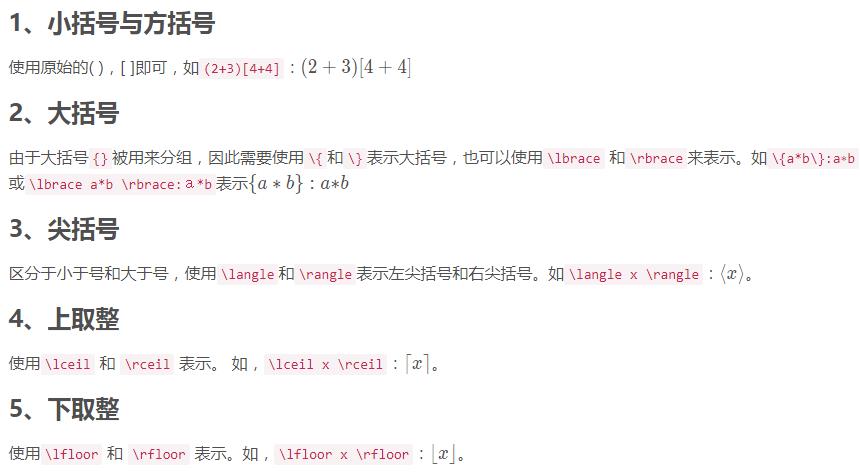 1、小括号与方括号
使用原始的( )，[ ]即可，如 (2+3)[4+4] ：(2 + 3)[4 + 4]
2、大括号
由于大括号 {} 被用来分组，因此需要使用 \{ 和 \} 表示大括号，也可以使用 \lbrace 和 \rbrace 来表示。如 \{a*b\}:a∗b
或 \lbrace a*b \rbrace:a*b 表示{a ∗ b} : a∗b
3、尖括号
区分于小于号和大于号，使用 \langle 和 \rangle 表示左尖括号和右尖括号。如 \langle x \rangle ：⟨x⟩。
4、上取整
使用 \lceil 和 \rceil 表示。 如， \lceil x \rceil ：⌈x⌉。
5、下取整
使用 \lfloor 和 \rfloor 表示。如， \lfloor x \rfloor ：⌊x⌋。